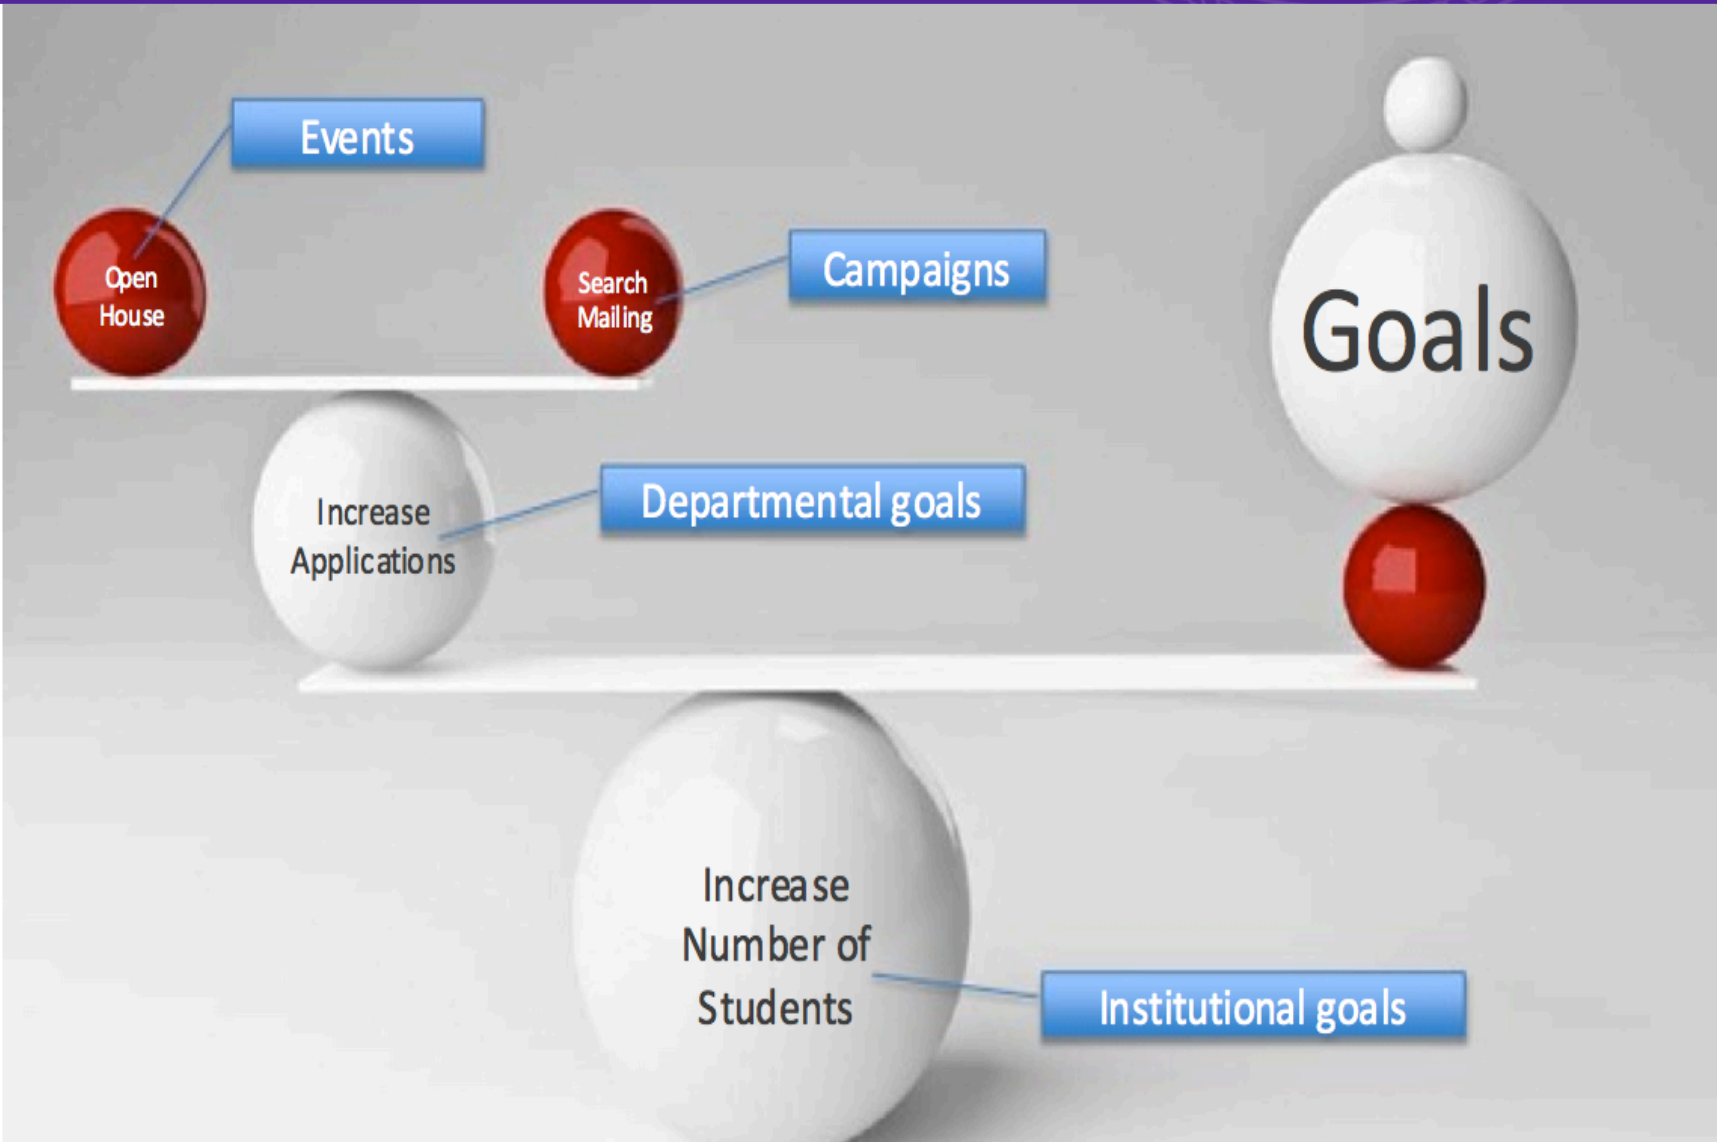 Events
Open
House
Search
Mailing
Campaigns
Goals
Increase
Applications
Departmental goals
Increase
Number of
Students
Institutional goals